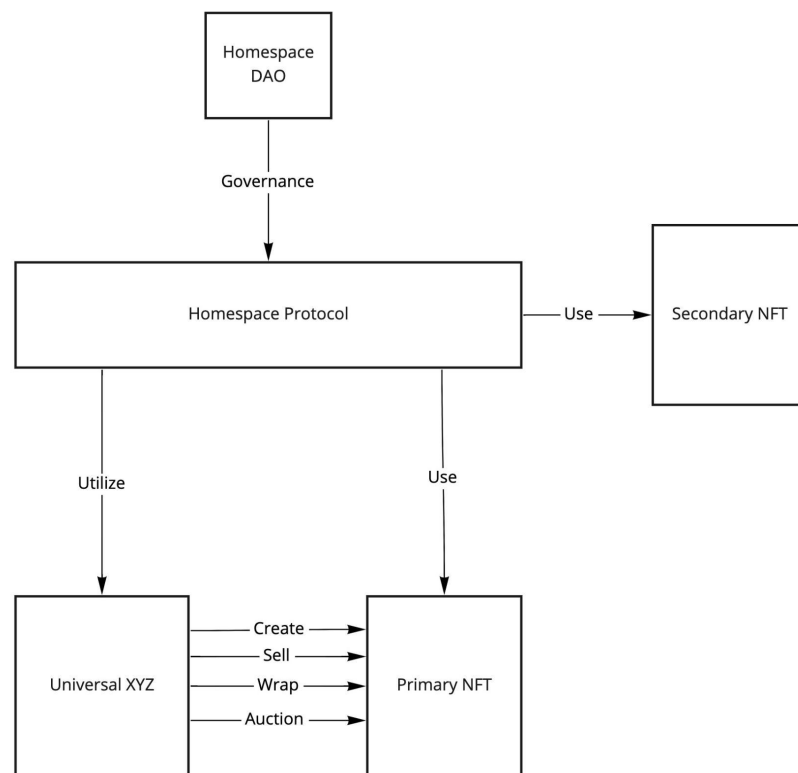 Homespace
DAO
Governance
Homespace Protocol
Use
Secondary NFT
Utilize
Use
Universal XYZ
Create
Sell
Wrap
Auction
Primary NFT